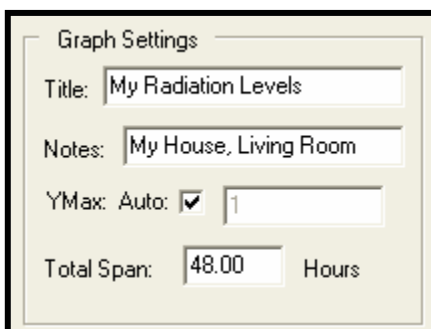 Graph Settings
Title: My Radiation Levels
Notes: My House, Living Room
YMax: Auto: 1
Total Span: 48.00 Hours